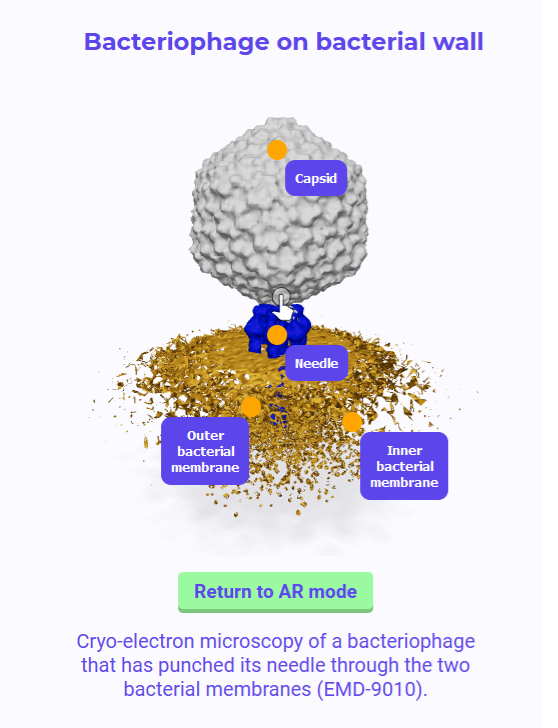 Bacteriophage on bacterial wall
Capsid
Needle
Outer
bacterial
membrane
Inner
bacterial
membrane
Return to AR mode
Cryo-electron microscopy of a bacteriophage
that has punched its needle through the two
bacterial membranes (EMD-9010).